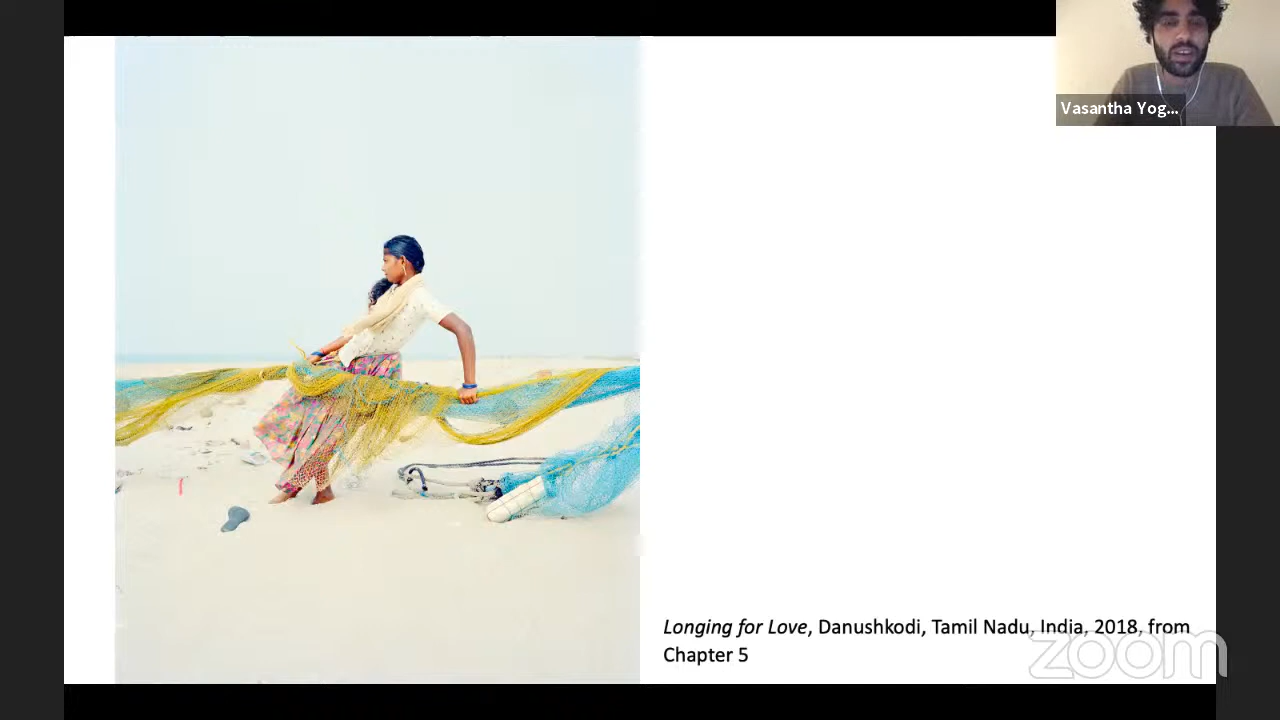 Vasantha Yog...
Longing for Love, Danushkodi, Tamil Nadu, India, 2018, from
Chapter 5
zoom